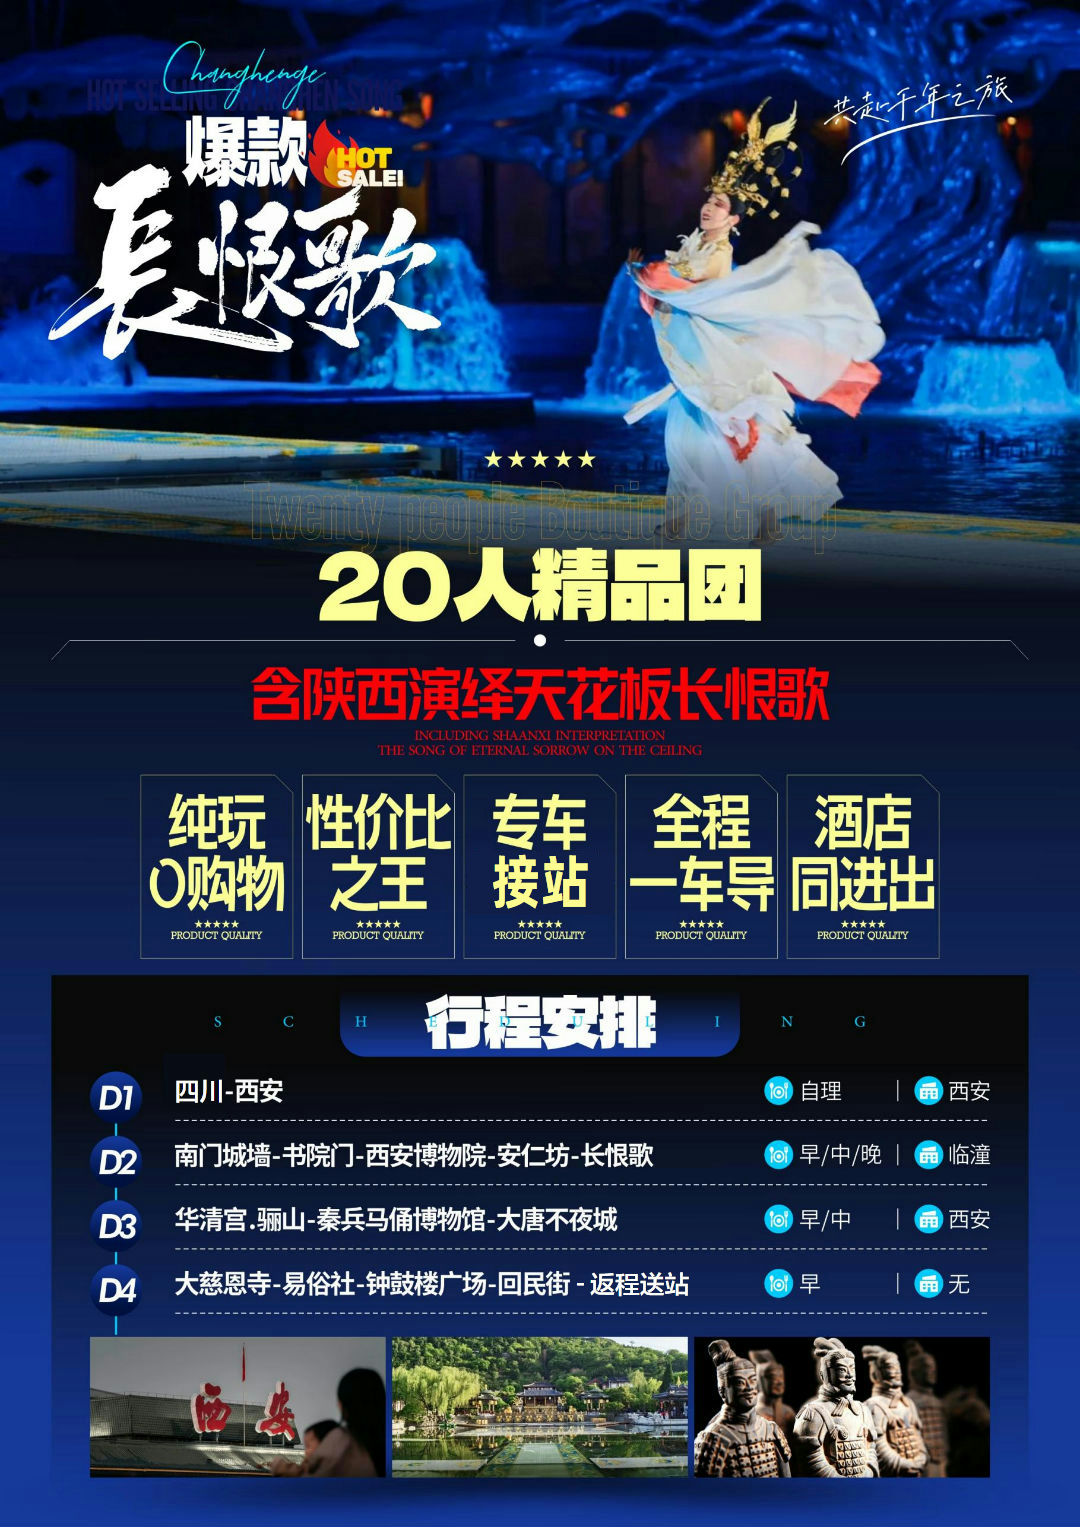 Changhenge
HOT SELLING CHANGHEN SONG
共赴千年之旅
爆款
HOT
SALE!
長恨歌
★★★★★
Twenty people Boutique Group
20人精品团
含陕西演绎天花板长恨歌
INCLUDING SHAANXI INTERPRETATION
THE SONG OF ETERNAL SORROW ON THE CEILING
纯玩
0购物
★★★★★
PRODUCT QUALITY
性价比
之王
★★★★★
PRODUCT QUALITY
专车
接站
★★★★★
PRODUCT QUALITY
全程
一车导
★★★★★
PRODUCT QUALITY
酒店
同进出
★★★★★
PRODUCT QUALITY
SCHEDULING
行程安排
D1 四川-西安 自理 | 西安
D2 南门城墙-书院门-西安博物院-安仁坊-长恨歌 早/中/晚 | 临潼
D3 华清宫.骊山-秦兵马俑博物馆-大唐不夜城 早/中 | 西安
D4 大慈恩寺-易俗社-钟鼓楼广场-回民街 - 返程送站 早 | 无
西安